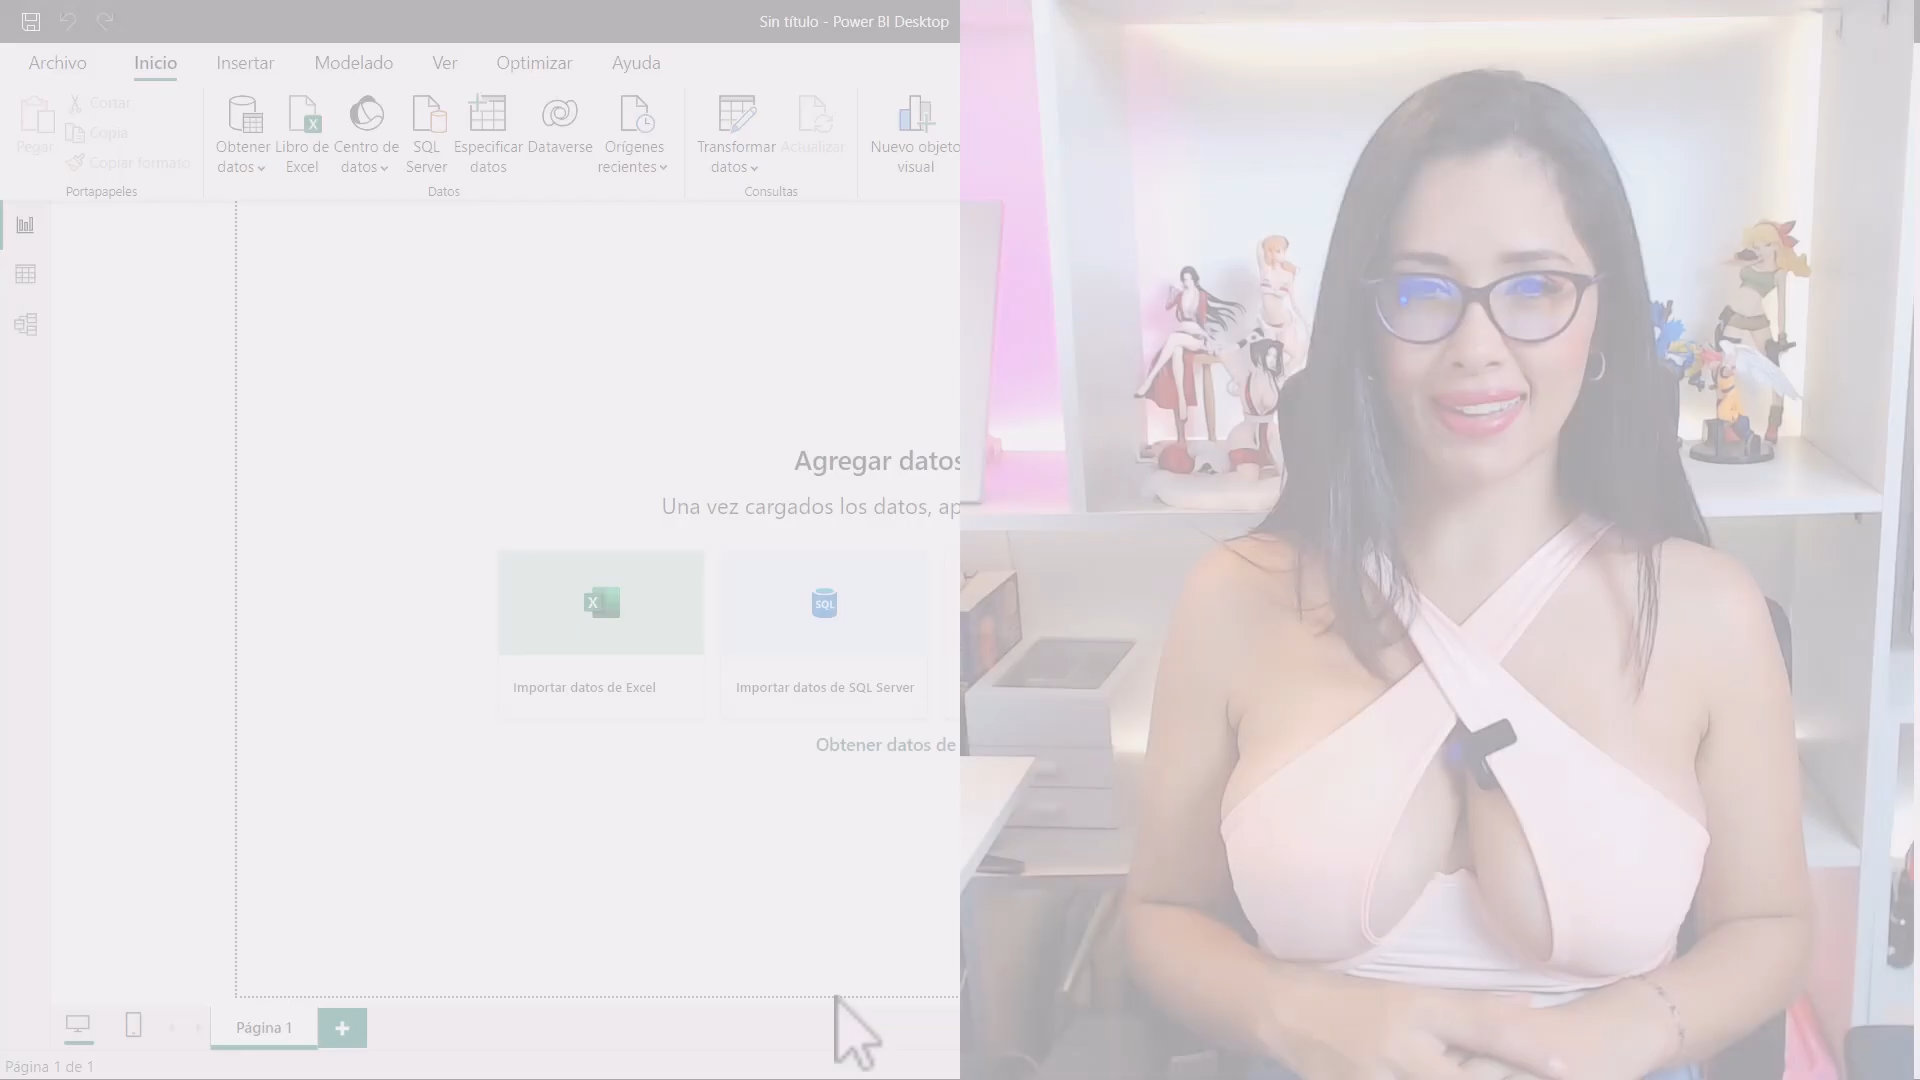 Sin título - Power BI Desktop
Archivo Inicio Insertar Modelado Ver Optimizar Ayuda
Pegar
Cortar
Copia
Copiar formato
Portapapeles
Obtener datos
Libro de Excel
Centro de datos
SQL Server
Especificar datos
Dataverse
Orígenes recientes
Datos
Transformar datos
Actualizar
Consultas
Nuevo objeto visual
Agregar datos
Una vez cargados los datos, ap
X
SQL
Importar datos de Excel
Importar datos de SQL Server
Obtener datos de
Página 1
Página 1 de 1